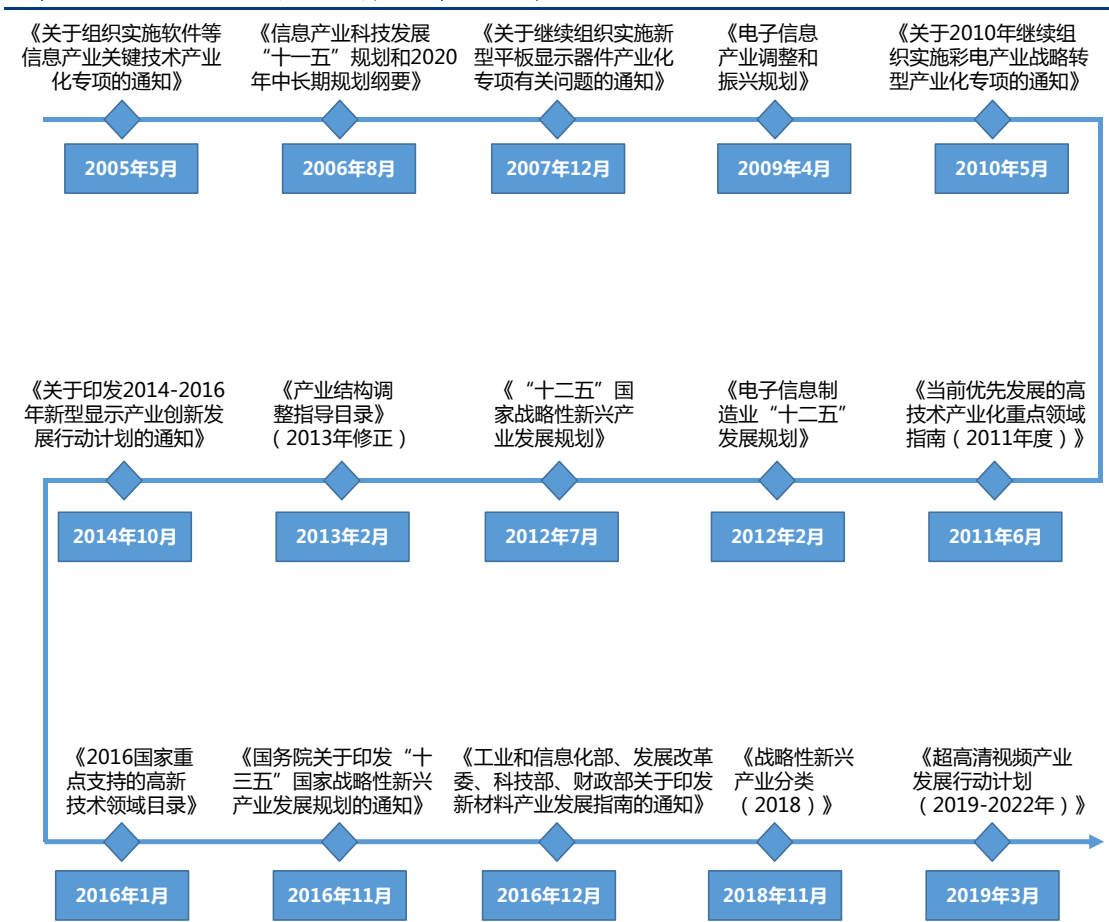 《关于组织实施软件等
信息产业关键技术产业
化专项的通知》
《信息产业科技发展
“十一五”规划和2020
年中长期规划纲要》
《关于继续组织实施新
型平板显示器件产业化
专项有关问题的通知》
《电子信息
产业调整和
振兴规划》
《关于2010年继续组
织实施彩电产业战略转
型产业化专项的通知》
2005年5月
2006年8月
2007年12月
2009年4月
2010年5月
《关于印发2014-2016
年新型显示产业创新发
展行动计划的通知》
《产业结构调
整指导目录》
（2013年修正）
《“十二五”国
家战略性新兴产
业发展规划》
《电子信息制
造业“十二五”
发展规划》
《当前优先发展的高
技术产业化重点领域
指南（2011年度）》
2014年10月
2013年2月
2012年7月
2012年2月
2011年6月
《2016国家重
点支持的高新
技术领域目录》
《国务院关于印发“十
三五”国家战略性新兴
产业发展规划的通知》
《工业和信息化部、发展改革
委、科技部、财政部关于印发
新材料产业发展指南的通知》
《战略性新兴
产业分类
（2018）》
《超高清视频产业
发展行动计划
（2019-2022年）》
2016年1月
2016年11月
2016年12月
2018年11月
2019年3月